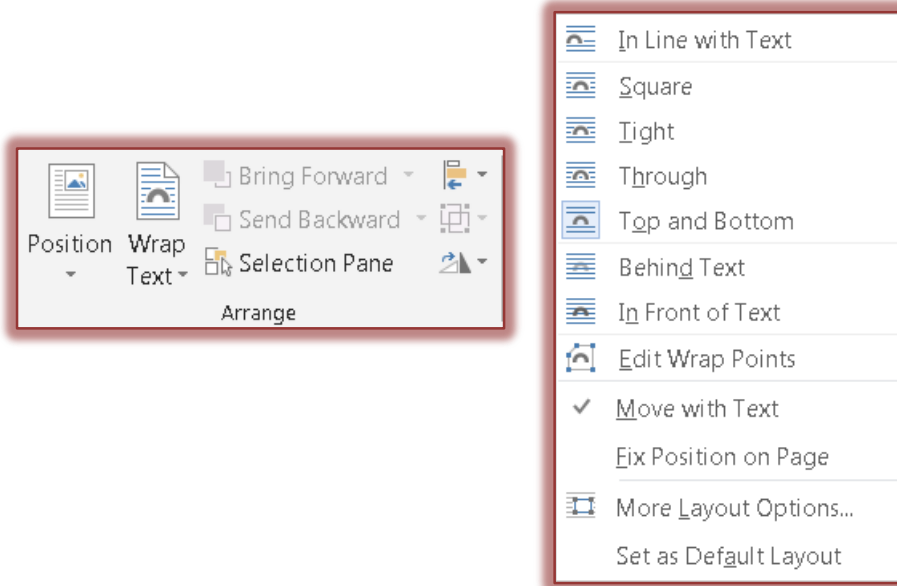 Position
Wrap
Text
Bring Forward
Send Backward
Selection Pane
Arrange
In Line with Text
Square
Tight
Through
Top and Bottom
Behind Text
In Front of Text
Edit Wrap Points
Move with Text
Fix Position on Page
More Layout Options...
Set as Default Layout